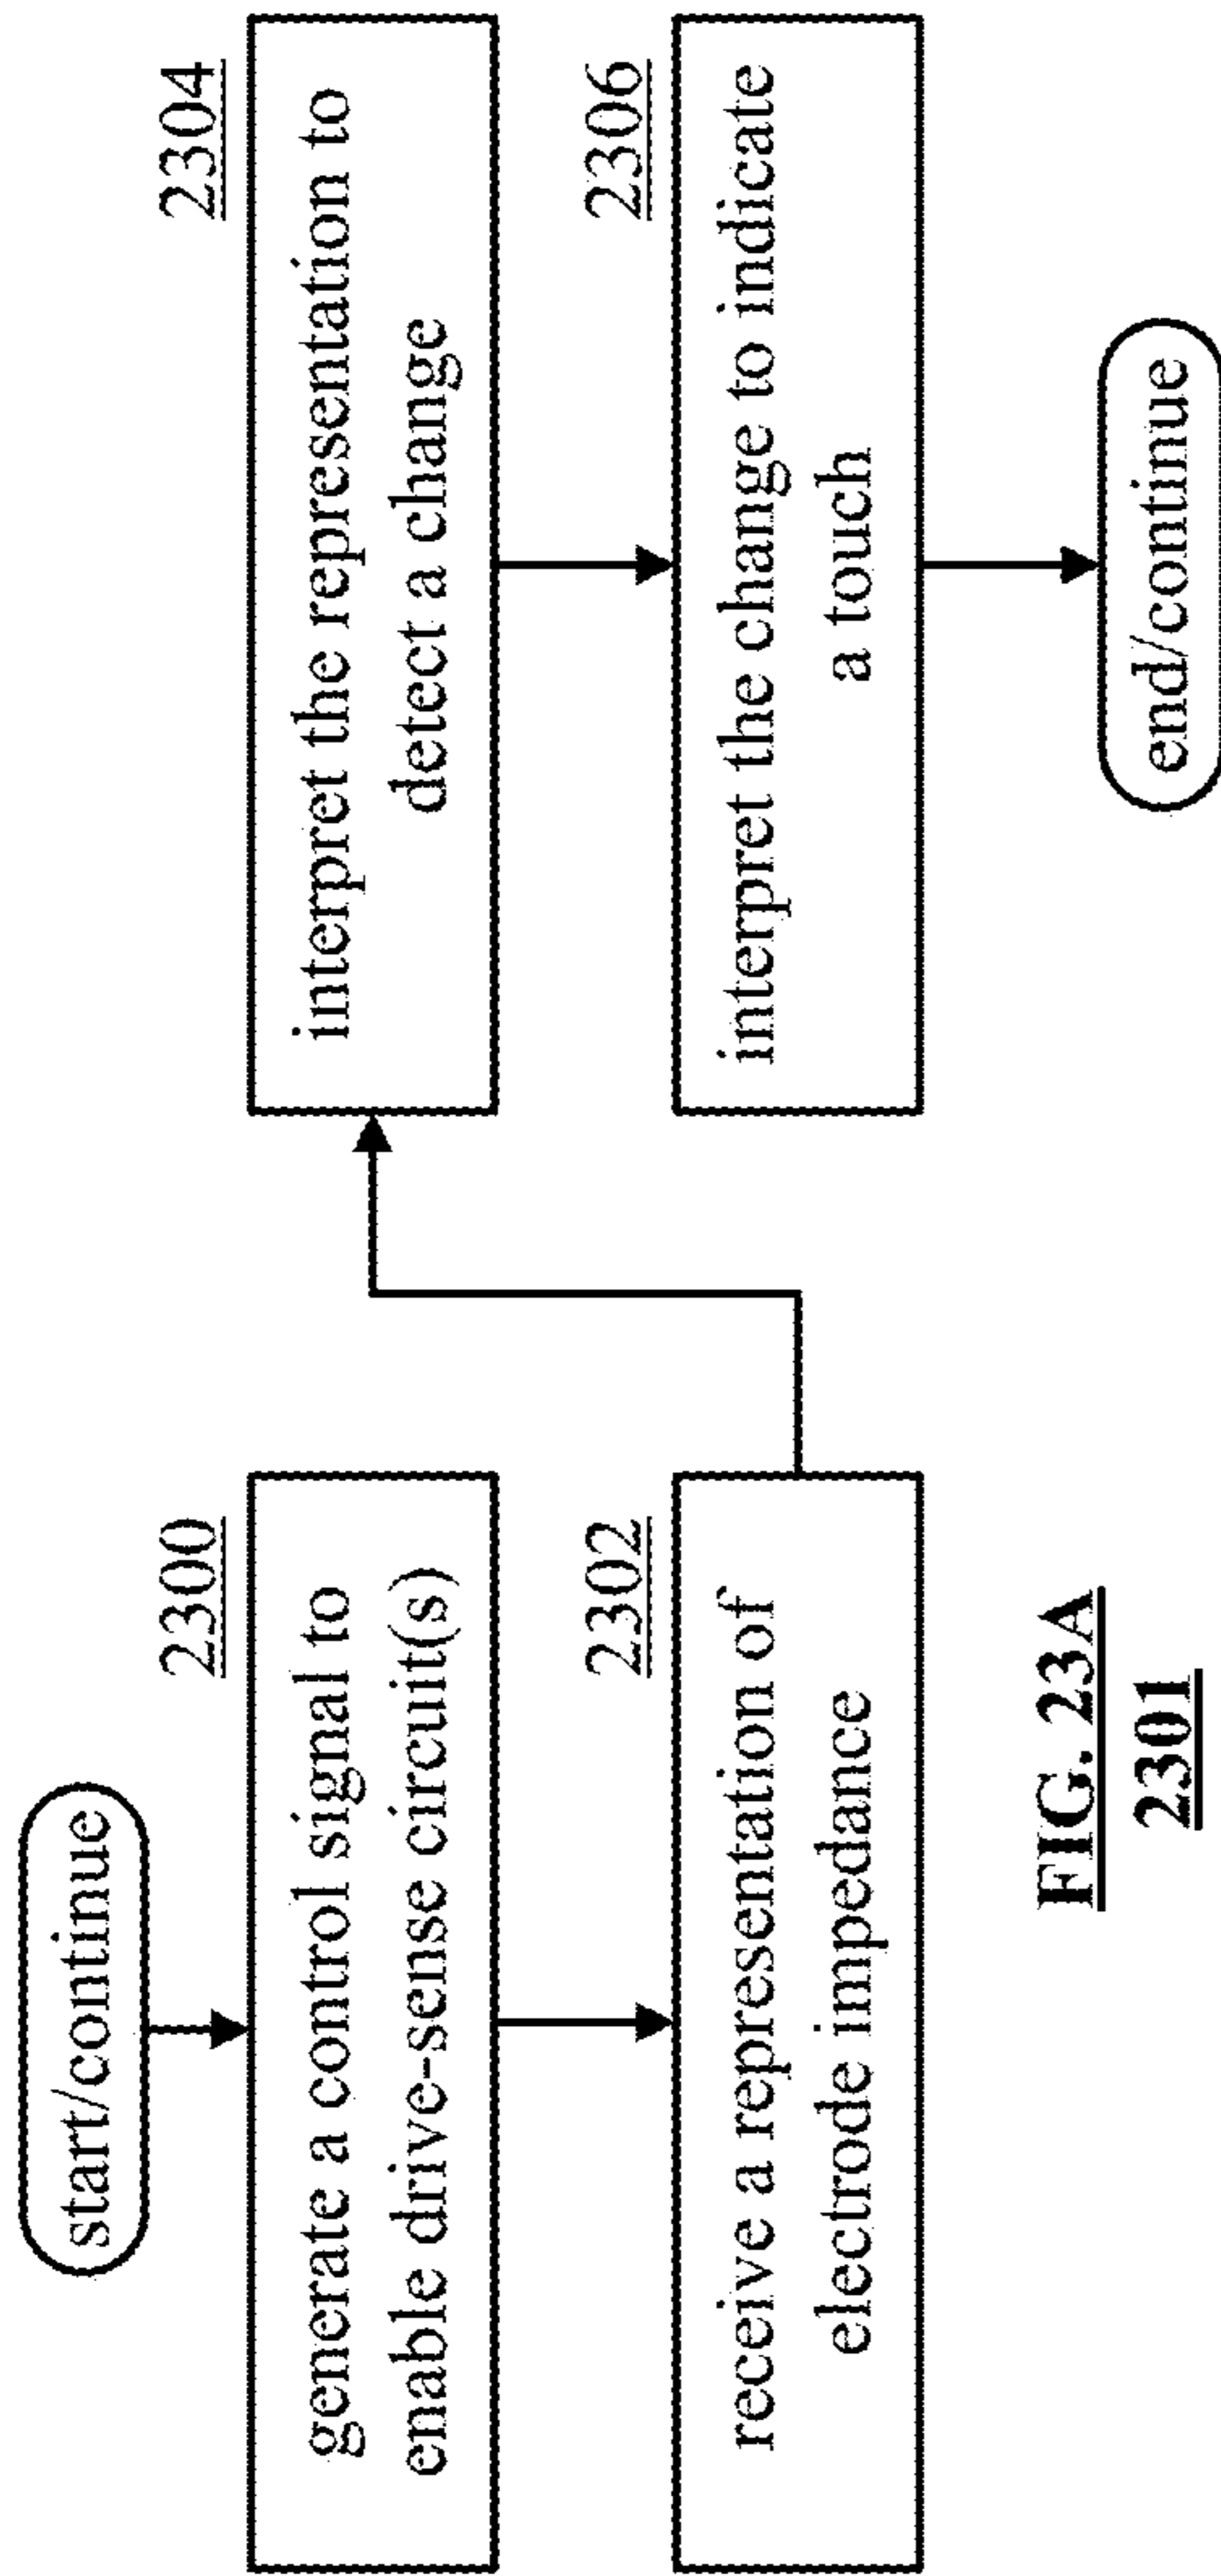 start/continue
2300
generate a control signal to
enable drive-sense circuit(s)
2302
receive a representation of
electrode impedance
2304
interpret the representation to
detect a change
2306
interpret the change to indicate
a touch
end/continue
FIG. 23A
2301